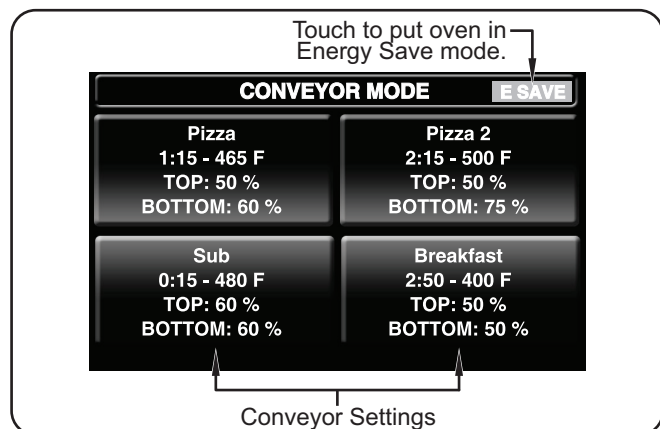 Touch to put oven in
Energy Save mode.
CONVEYOR MODE
E SAVE
Pizza
1:15 - 465 F
TOP: 50 %
BOTTOM: 60 %
Pizza 2
2:15 - 500 F
TOP: 50 %
BOTTOM: 75 %
Sub
0:15 - 480 F
TOP: 60 %
BOTTOM: 60 %
Breakfast
2:50 - 400 F
TOP: 50 %
BOTTOM: 50 %
Conveyor Settings